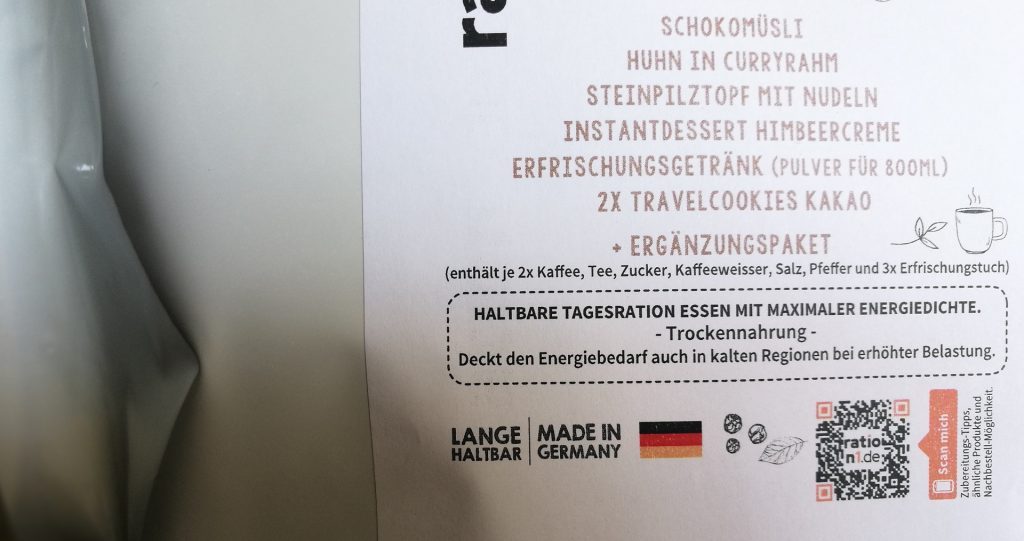 SCHOKOMÜSLI
HUHN IN CURRYRAHM
STEINPILZTOPF MIT NUDELN
INSTANTDESSERT HIMBEERCREME
ERFRISCHUNGSGETRÄNK (PULVER FÜR 800ML)
2X TRAVELCOOKIES KAKAO
+ ERGÄNZUNGSPAKET
(enthält je 2x Kaffee, Tee, Zucker, Kaffeeweisser, Salz, Pfeffer und 3x Erfrischungstuch)
HALTBARE TAGESRATION ESSEN MIT MAXIMALER ENERGIEDICHTE.
- Trockennahrung -
Deckt den Energiebedarf auch in kalten Regionen bei erhöhter Belastung.
LANGE
HALTBAR
MADE IN
GERMANY
ratio
n1.de
Scan mich
Zubereitungs-Tipps,
ähnliche Produkte und
Nachbestell-Möglichkeit.